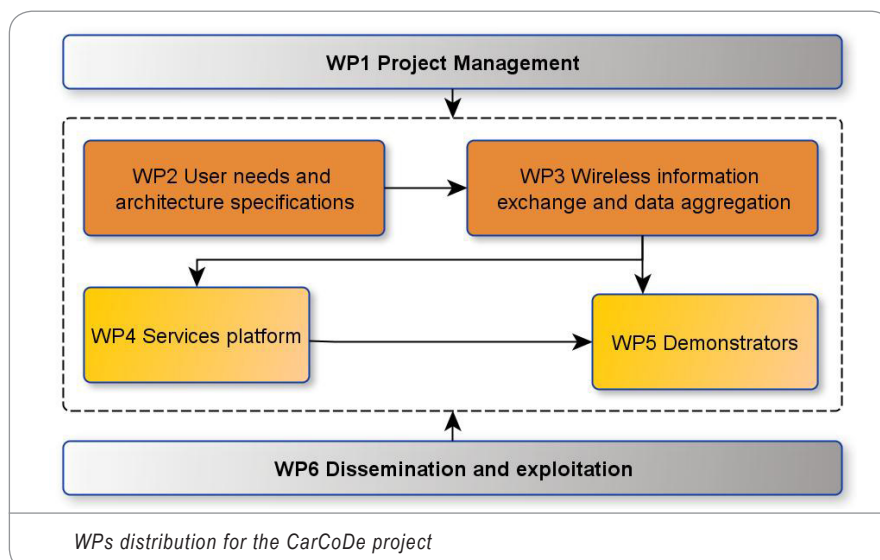 WP1 Project Management
WP2 User needs and
architecture specifications
WP3 Wireless information
exchange and data aggregation
WP4 Services platform
WP5 Demonstrators
WP6 Dissemination and exploitation
WPs distribution for the CarCoDe project